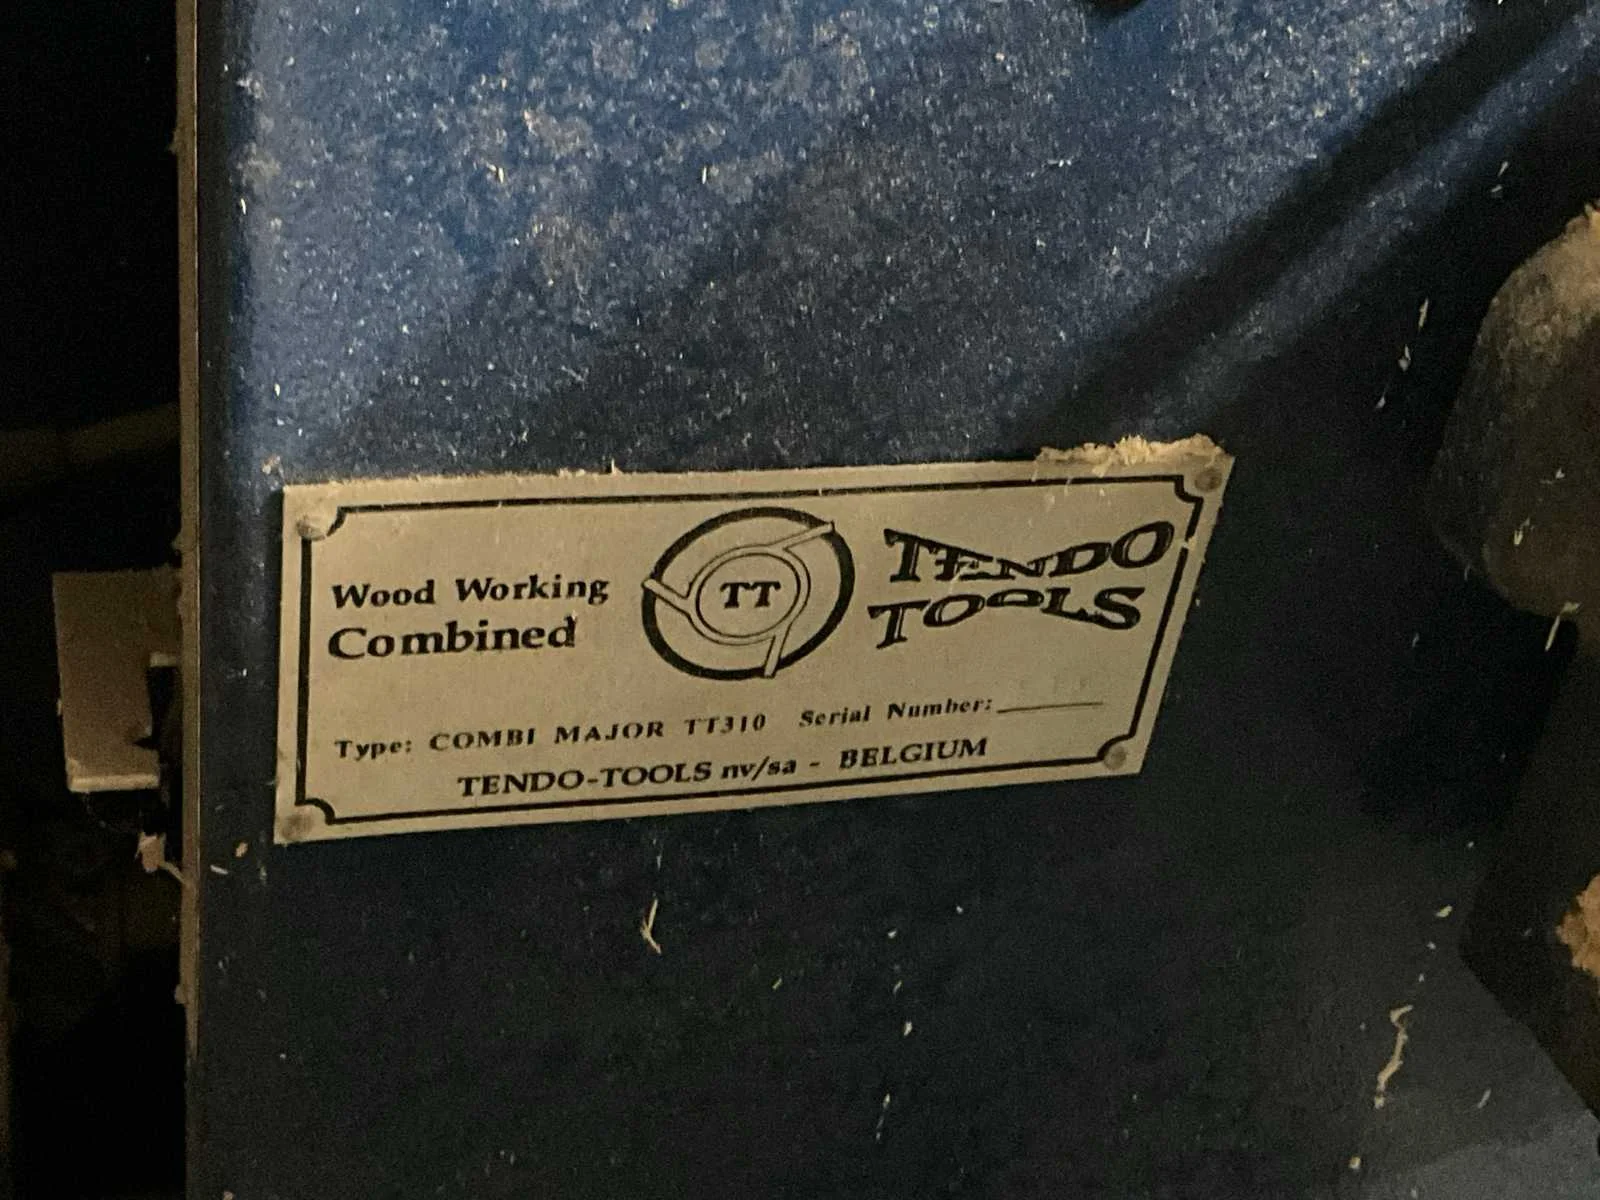 Wood Working
Combined
TT
TENDO
TOOLS
Type: COMBI MAJOR TT310 Serial Number:
TENDO-TOOLS nv/sa - BELGIUM